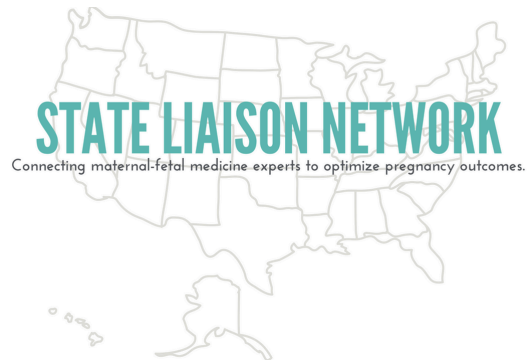 STATE LIAISON NETWORK
Connecting maternal-fetal medicine experts to optimize pregnancy outcomes.